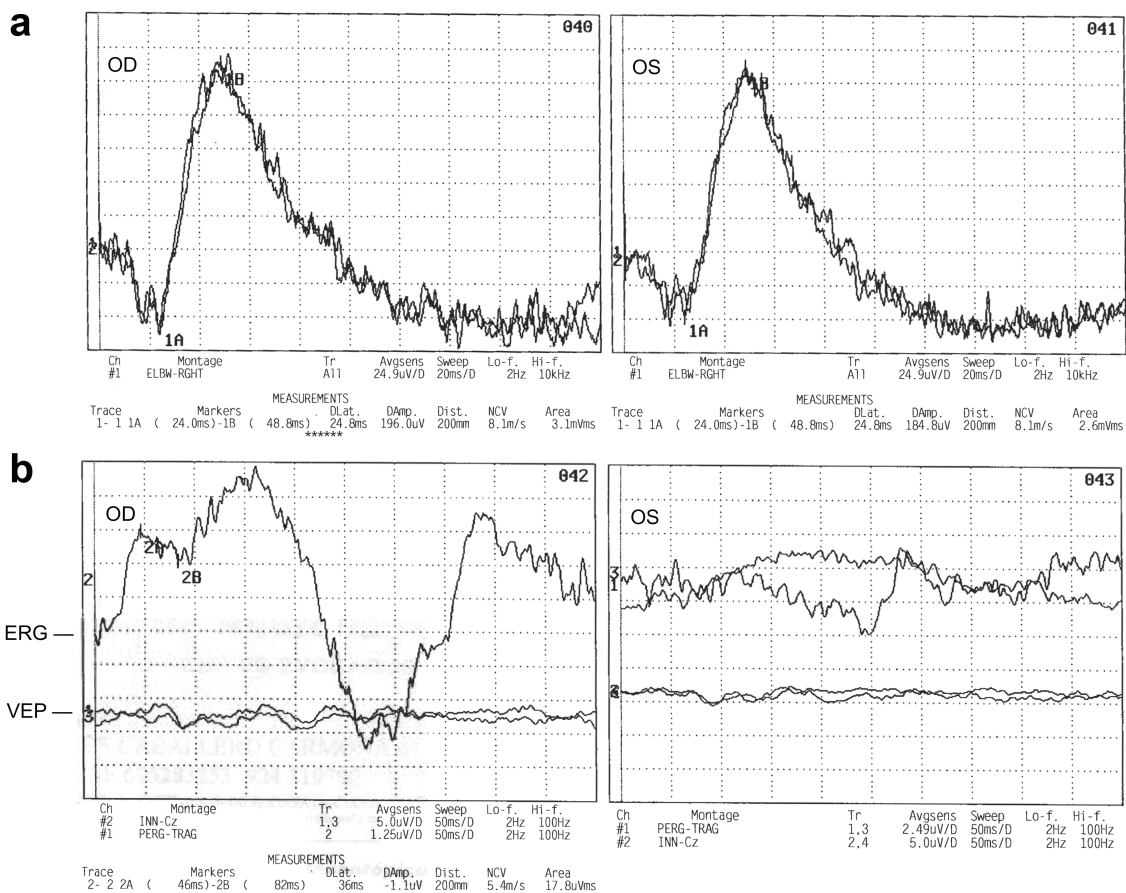 a
040
OD
1B
1
2
1A
Ch Montage Tr Avgsens Sweep Lo-f. Hi-f.
#1 ELBW-RGHT All 24.9uV/D 20ms/D 2Hz 10kHz
MEASUREMENTS
Trace Markers DLat. DAmp. Dist. NCV Area
1- 1 1A ( 24.0ms)-1B ( 48.8ms) 24.8ms 196.0uV 200mm 8.1m/s 3.1mVms
******
041
OS
1B
1
2
1A
Ch Montage Tr Avgsens Sweep Lo-f. Hi-f.
#1 ELBW-RGHT All 24.9uV/D 20ms/D 2Hz 10kHz
MEASUREMENTS
Trace Markers DLat. DAmp. Dist. NCV Area
1- 1 1A ( 24.0ms)-1B ( 48.8ms) 24.8ms 184.8uV 200mm 8.1m/s 2.6mVms
b
042
OD
2A
2B
2
ERG
VEP
1
3
Ch Montage Tr Avgsens Sweep Lo-f. Hi-f.
#2 INN-Cz 1,3 5.0uV/D 50ms/D 2Hz 100Hz
#1 PERG-TRAG 2 1.25uV/D 50ms/D 2Hz 100Hz
MEASUREMENTS
Trace Markers DLat. DAmp. Dist. NCV Area
2- 2 2A ( 46ms)-2B ( 82ms) 36ms -1.1uV 200mm 5.4m/s 17.8uVms
043
OS
3
1
Ch Montage Tr Avgsens Sweep Lo-f. Hi-f.
#1 PERG-TRAG 1,3 2.49uV/D 50ms/D 2Hz 100Hz
#2 INN-Cz 2,4 5.0uV/D 50ms/D 2Hz 100Hz